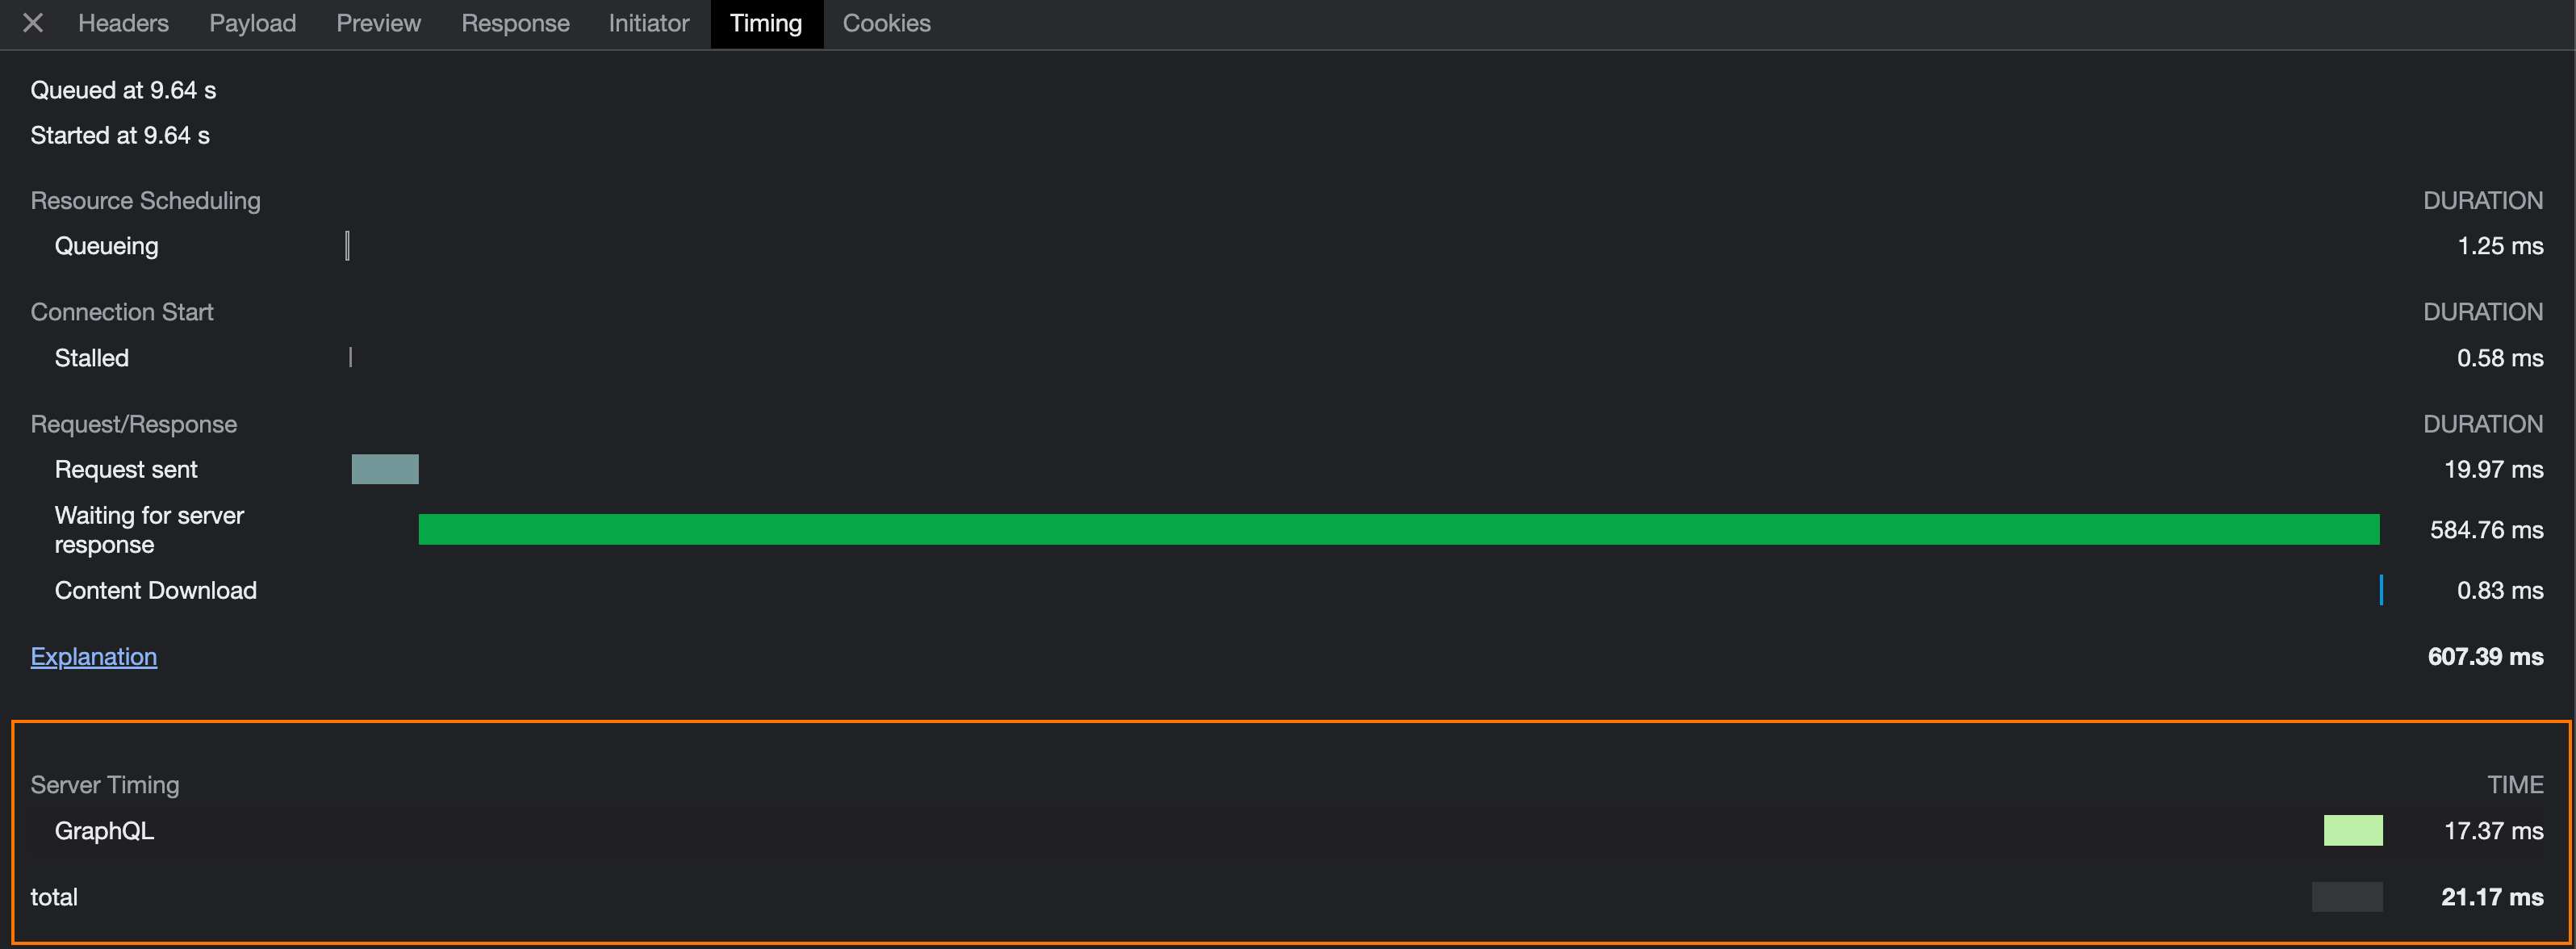 Headers Payload Preview Response Initiator Timing Cookies
Queued at 9.64 s
Started at 9.64 s
Resource Scheduling DURATION
Queueing 1.25 ms
Connection Start DURATION
Stalled 0.58 ms
Request/Response DURATION
Request sent 19.97 ms
Waiting for server
response 584.76 ms
Content Download 0.83 ms
Explanation 607.39 ms
Server Timing TIME
GraphQL 17.37 ms
total 21.17 ms